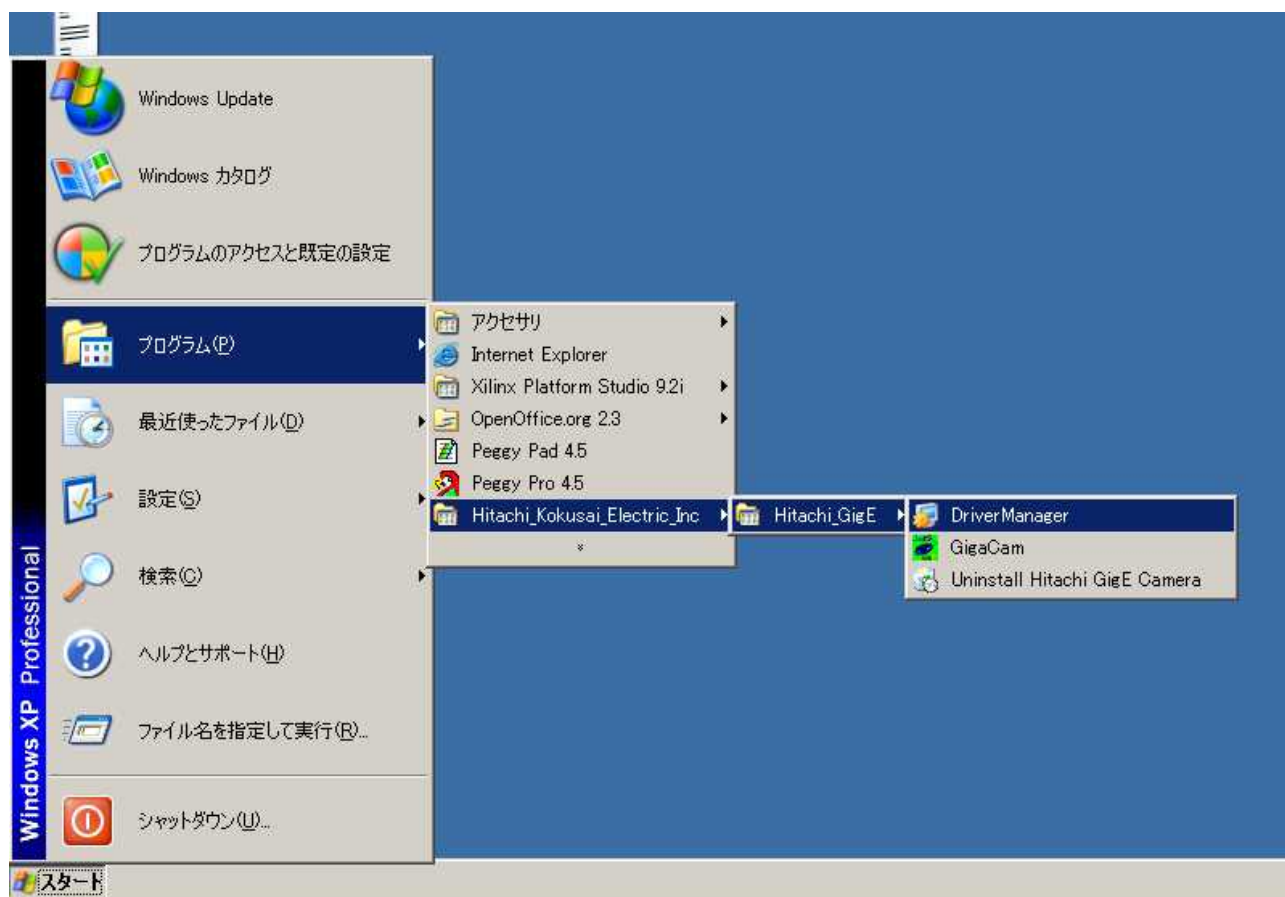 Windows Update
Windows カタログ
プログラムのアクセスと既定の設定
プログラム(P)
最近使ったファイル(D)
設定(S)
検索(C)
ヘルプとサポート(H)
ファイル名を指定して実行(R)...
シャットダウン(U)...
Windows XP Professional
スタート
アクセサリ
Internet Explorer
Xilinx Platform Studio 9.2i
OpenOffice.org 2.3
Peggy Pad 4.5
Peggy Pro 4.5
Hitachi_Kokusai_Electric_Inc
Hitachi_GigE
DriverManager
GigaCam
Uninstall Hitachi GigE Camera